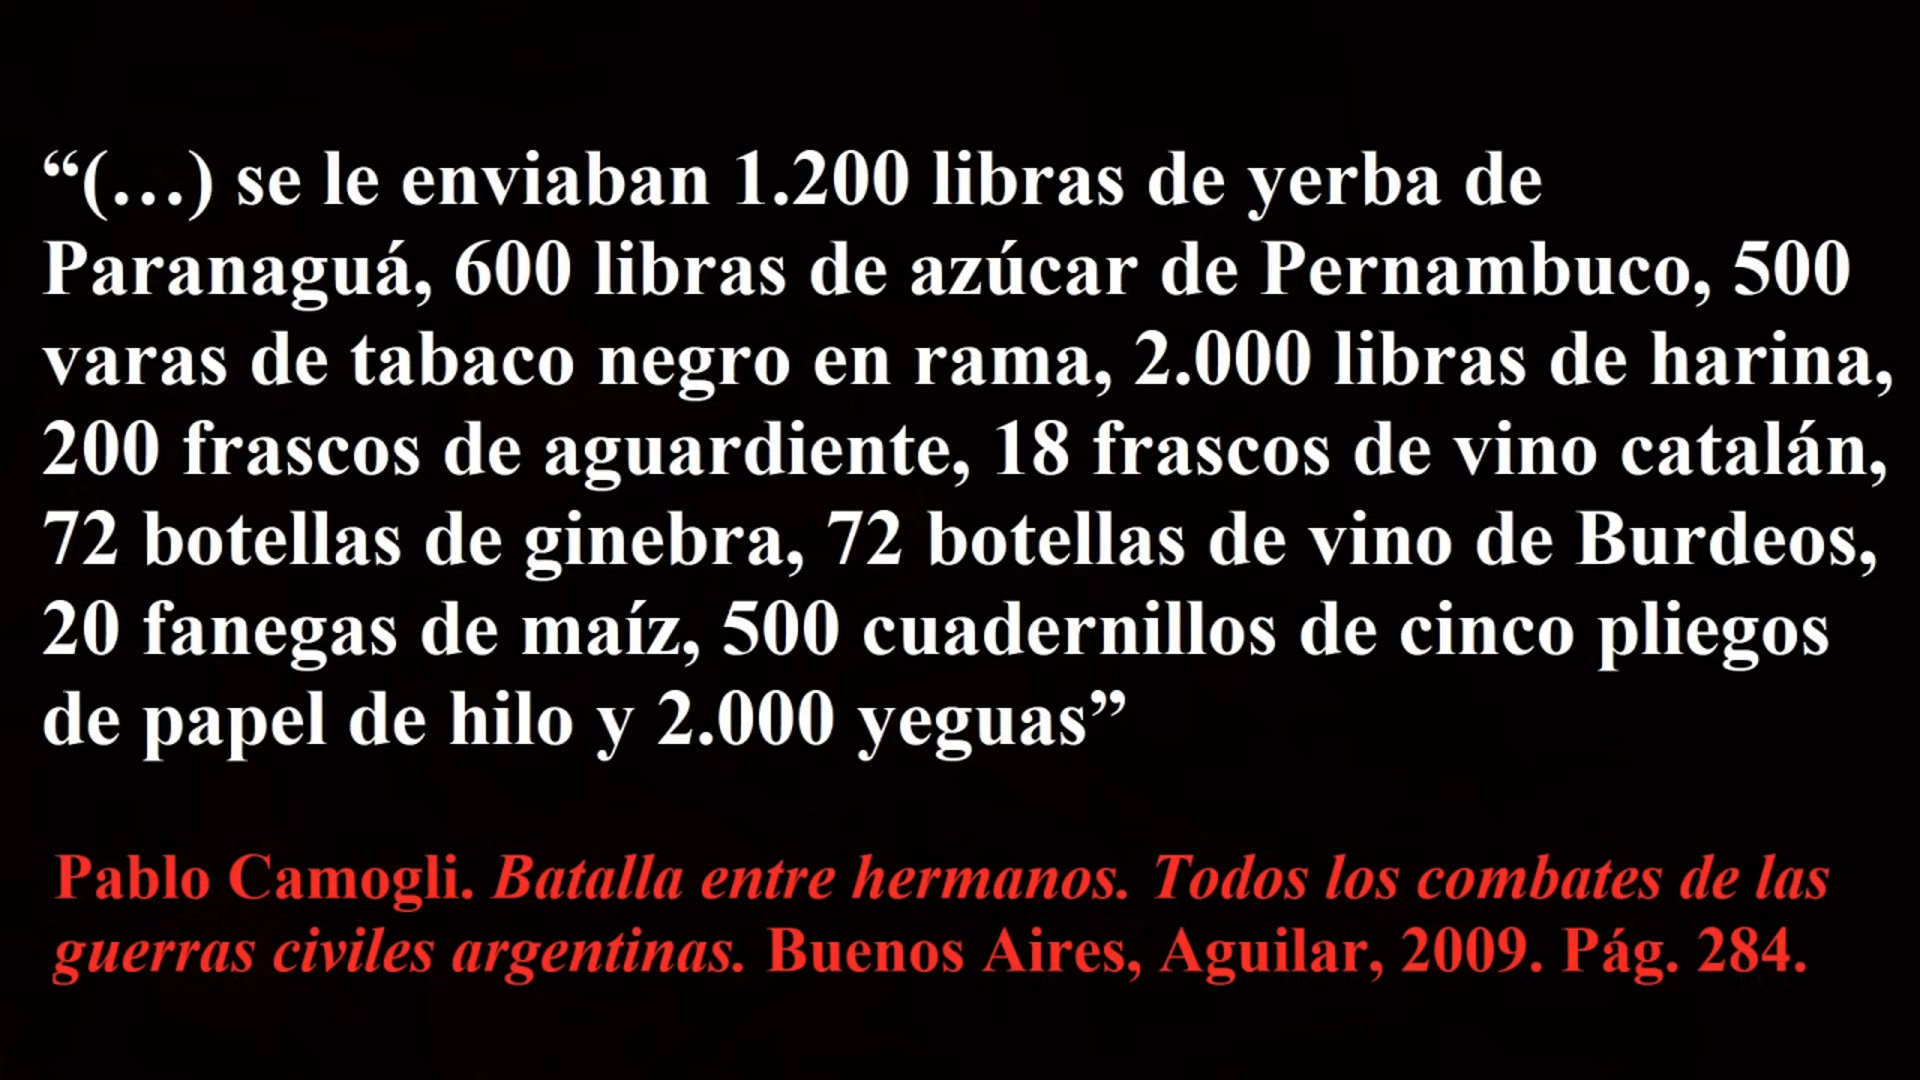 “(…) se le enviaban 1.200 libras de yerba de
Paranaguá, 600 libras de azúcar de Pernambuco, 500
varas de tabaco negro en rama, 2.000 libras de harina,
200 frascos de aguardiente, 18 frascos de vino catalán,
72 botellas de ginebra, 72 botellas de vino de Burdeos,
20 fanegas de maíz, 500 cuadernillos de cinco pliegos
de papel de hilo y 2.000 yeguas”
Pablo Camogli. Batalla entre hermanos. Todos los combates de las
guerras civiles argentinas. Buenos Aires, Aguilar, 2009. Pág. 284.